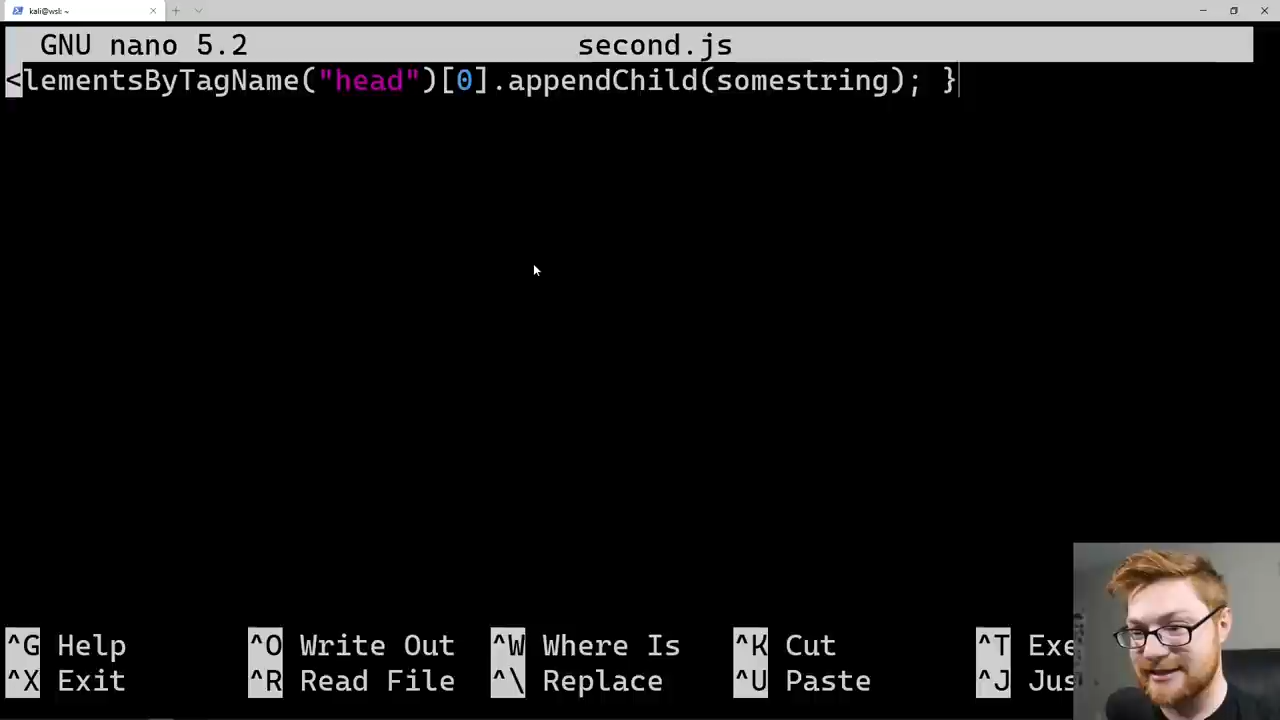 kali@wsl: ~
GNU nano 5.2 second.js
<lementsByTagName("head")[0].appendChild(somestring); }
^G Help ^O Write Out ^W Where Is ^K Cut ^T Exe
^X Exit ^R Read File ^\ Replace ^U Paste ^J Jus